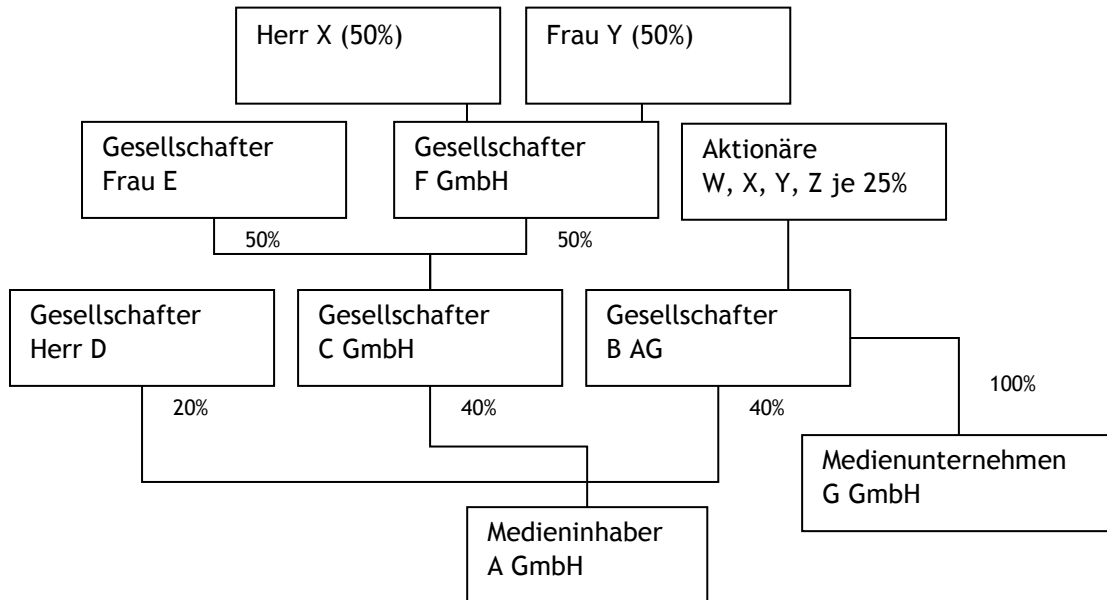 Herr X (50%)
Frau Y (50%)
Gesellschafter
Frau E
Gesellschafter
F GmbH
Aktionäre
W, X, Y, Z je 25%
50%
50%
Gesellschafter
Herr D
Gesellschafter
C GmbH
Gesellschafter
B AG
20%
40%
40%
100%
Medienunternehmen
G GmbH
Medieninhaber
A GmbH